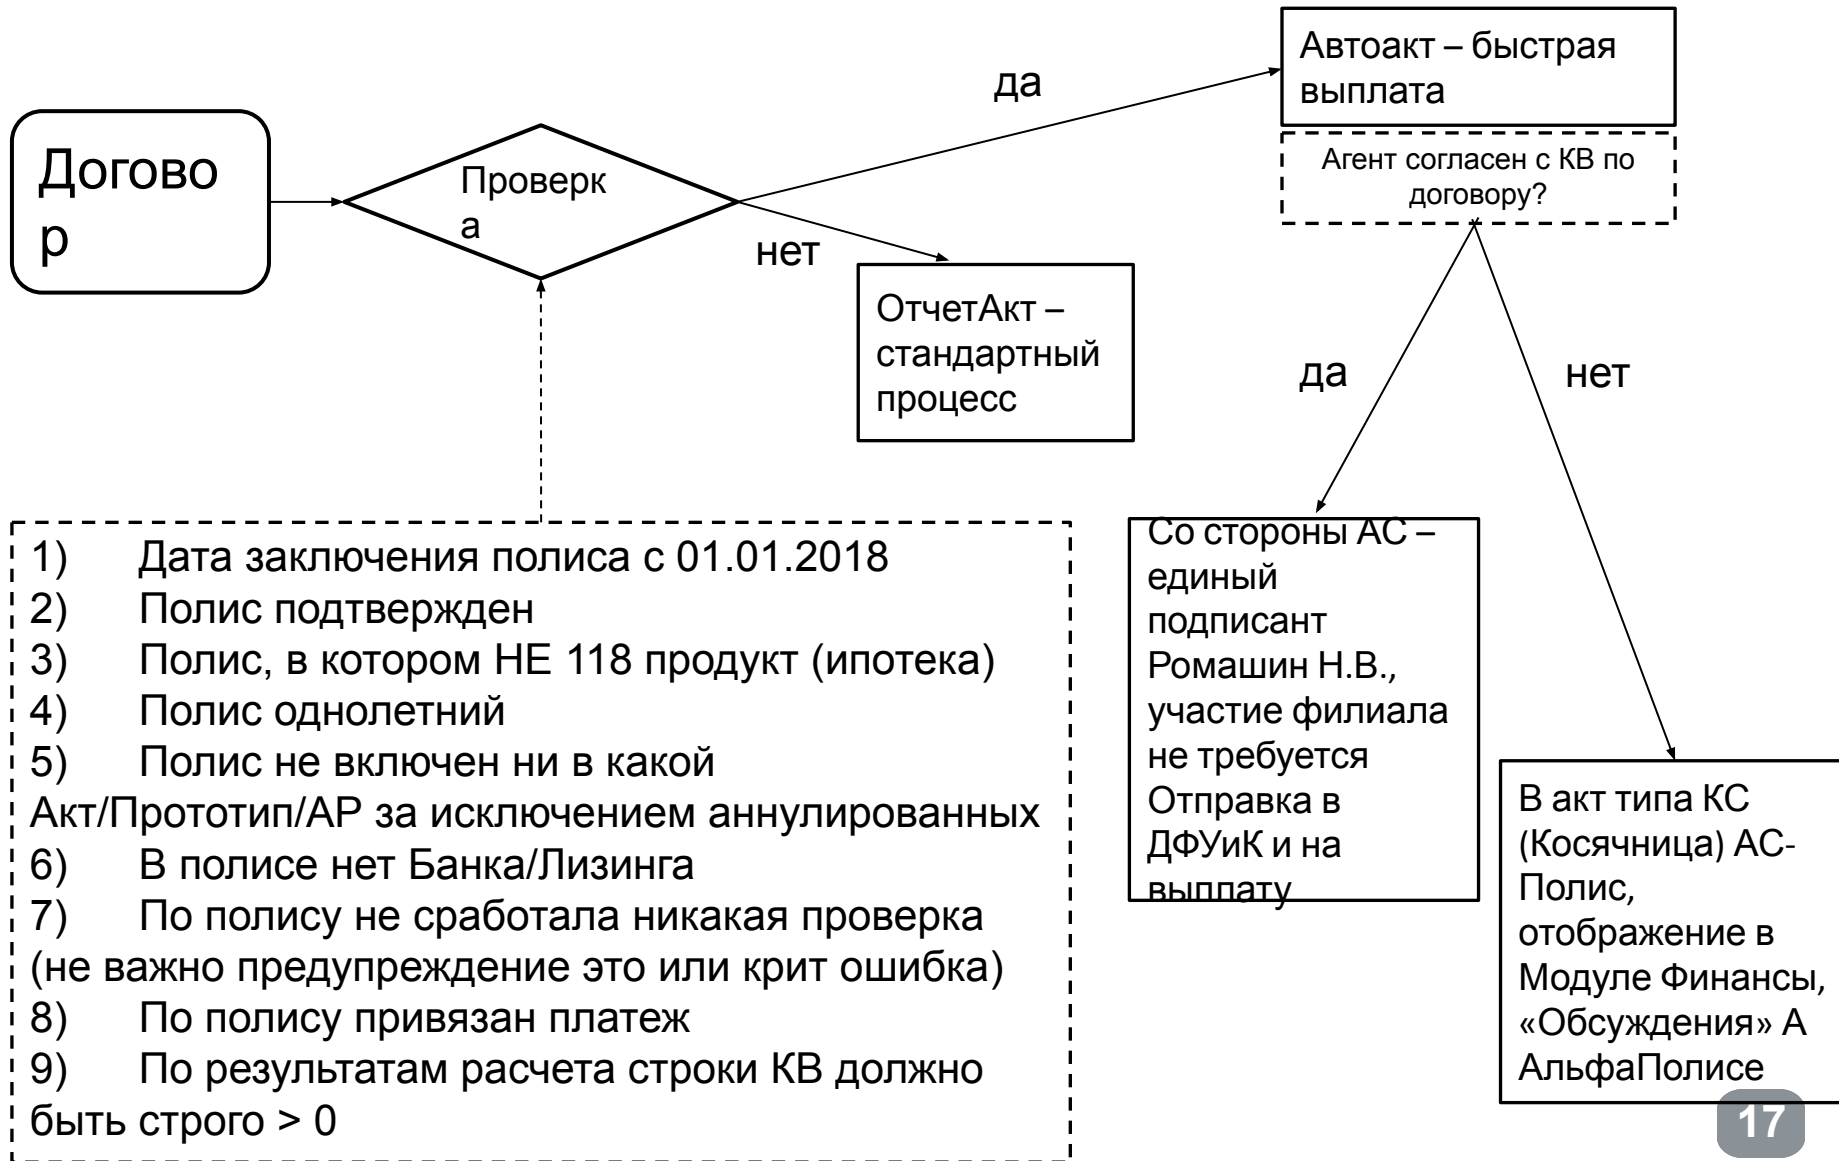 Догово
р
Проверк
а
да
нет
Автоакт – быстрая
выплата
Агент согласен с КВ по
договору?
ОтчетАкт –
стандартный
процесс
да
нет
1) Дата заключения полиса с 01.01.2018
2) Полис подтвержден
3) Полис, в котором НЕ 118 продукт (ипотека)
4) Полис однолетний
5) Полис не включен ни в какой
Акт/Прототип/АР за исключением аннулированных
6) В полисе нет Банка/Лизинга
7) По полису не сработала никакая проверка
(не важно предупреждение это или крит ошибка)
8) По полису привязан платеж
9) По результатам расчета строки КВ должно
быть строго > 0
Со стороны АС –
единый
подписант
Ромашин Н.В.,
участие филиала
не требуется
Отправка в
ДФУиК и на
выплату
В акт типа КС
(Косячница) АС-
Полис,
отображение в
Модуле Финансы,
«Обсуждения» А
АльфаПолисе
17